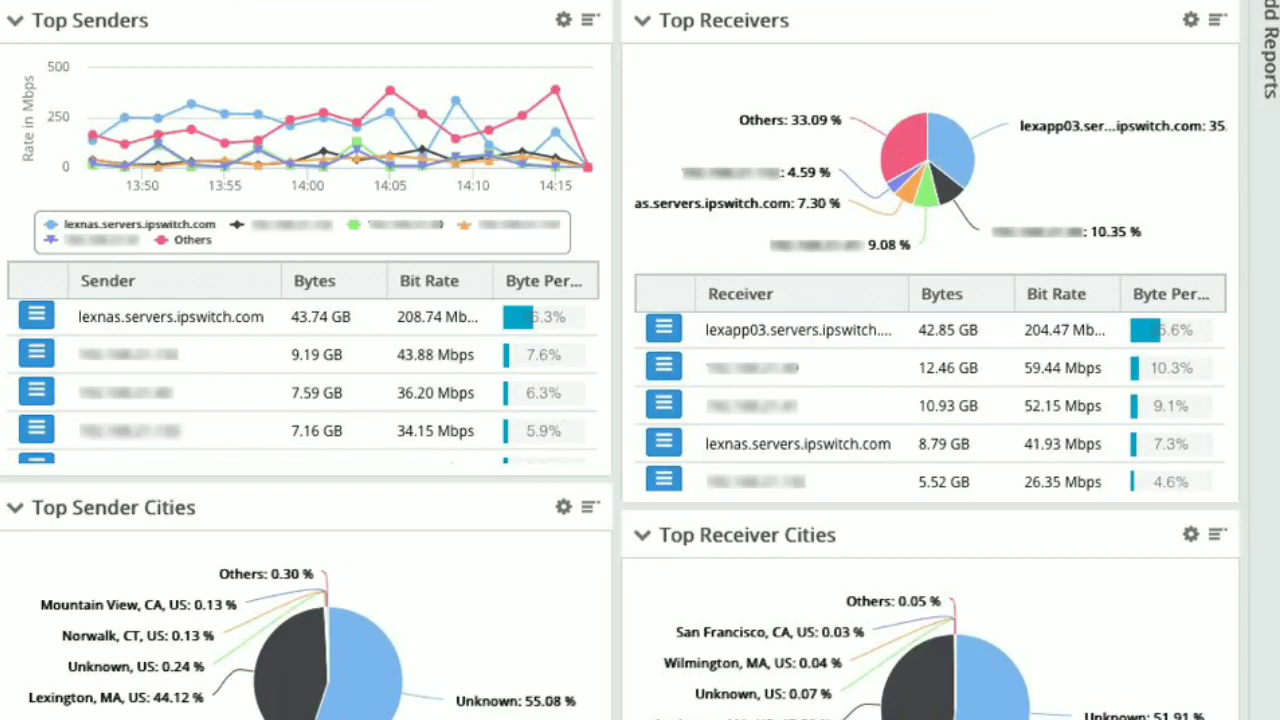 Top Senders
500
250
0
Rate in Mbps
13:50 13:55 14:00 14:05 14:10 14:15
lexnas.servers.ipswitch.com
Others
Sender Bytes Bit Rate Byte Per...
lexnas.servers.ipswitch.com 43.74 GB 208.74 Mb... 6.3%
9.19 GB 43.88 Mbps 7.6%
7.59 GB 36.20 Mbps 6.3%
7.16 GB 34.15 Mbps 5.9%
Top Receivers
Others: 33.09 %
lexapp03.ser...ipswitch.com: 35.
: 4.59 %
as.servers.ipswitch.com: 7.30 %
: 10.35 %
9.08 %
Receiver Bytes Bit Rate Byte Per...
lexapp03.servers.ipswitch.... 42.85 GB 204.47 Mb... 5.6%
12.46 GB 59.44 Mbps 10.3%
10.93 GB 52.15 Mbps 9.1%
lexnas.servers.ipswitch.com 8.79 GB 41.93 Mbps 7.3%
5.52 GB 26.35 Mbps 4.6%
Top Sender Cities
Others: 0.30 %
Mountain View, CA, US: 0.13 %
Norwalk, CT, US: 0.13 %
Unknown, US: 0.24 %
Lexington, MA, US: 44.12 %
Unknown: 55.08 %
Top Receiver Cities
Others: 0.05 %
San Francisco, CA, US: 0.03 %
Wilmington, MA, US: 0.04 %
Unknown, US: 0.07 %
Unknown: 51.91 %
dd Reports